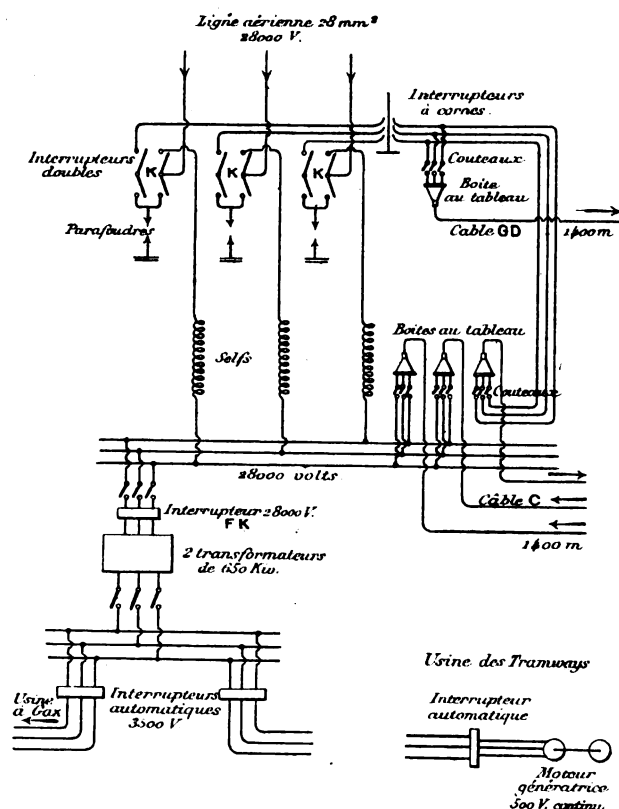 Ligne aérienne 28 mm²
28000 V.
Interrupteurs
à cornes
Interrupteurs
doubles
K
K
K
Couteaux
Boite
au tableau
Parafoudres
Cable GD
1400 m
Boites au tableau
Selfs
Couteaux
28000 volts
Câble C
Interrupteur 28000 V.
F K
1400 m
2 transformateurs
de 650 Kw.
Usine des Tramways
Usine
à Gaz
Interrupteurs
automatiques
3500 V
Interrupteur
automatique
Moteur
génératrice
500 V. continu